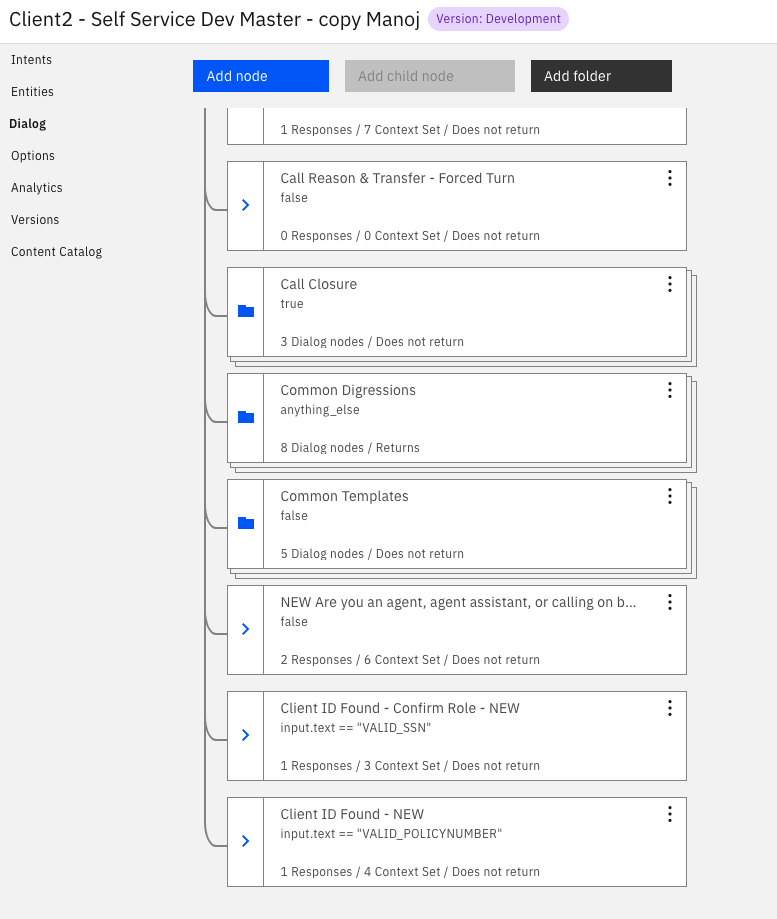 Client2 - Self Service Dev Master - copy Manoj Version: Development
Intents
Entities
Dialog
Options
Analytics
Versions
Content Catalog
Add node Add child node Add folder
1 Responses / 7 Context Set / Does not return
Call Reason & Transfer - Forced Turn
false
0 Responses / 0 Context Set / Does not return
Call Closure
true
3 Dialog nodes / Does not return
Common Digressions
anything_else
8 Dialog nodes / Returns
Common Templates
false
5 Dialog nodes / Does not return
NEW Are you an agent, agent assistant, or calling on b...
false
2 Responses / 6 Context Set / Does not return
Client ID Found - Confirm Role - NEW
input.text == "VALID_SSN"
1 Responses / 3 Context Set / Does not return
Client ID Found - NEW
input.text == "VALID_POLICYNUMBER"
1 Responses / 4 Context Set / Does not return